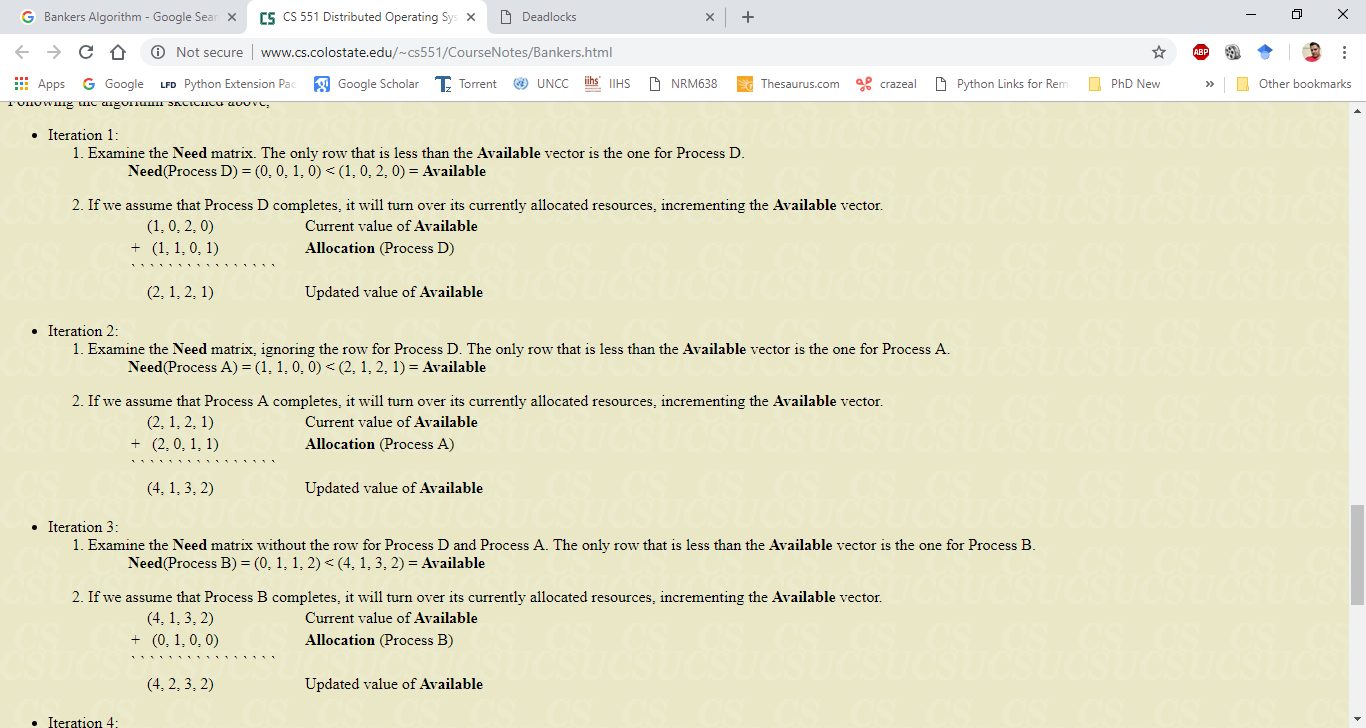 Bankers Algorithm - Google Sear
CS 551 Distributed Operating Sys
Deadlocks
Not secure | www.cs.colostate.edu/~cs551/CourseNotes/Bankers.html
ABP
Apps Google LFD Python Extension Pac Google Scholar Tz Torrent UNCC iihs IIHS NRM638 Thesaurus.com crazeal Python Links for Rem PhD New » Other bookmarks
Following the algorithm sketched above,
• Iteration 1:
1. Examine the Need matrix. The only row that is less than the Available vector is the one for Process D.
Need(Process D) = (0, 0, 1, 0) < (1, 0, 2, 0) = Available
2. If we assume that Process D completes, it will turn over its currently allocated resources, incrementing the Available vector.
(1, 0, 2, 0) Current value of Available
+ (1, 1, 0, 1) Allocation (Process D)
` ` ` ` ` ` ` ` ` ` ` ` ` ` ` `
(2, 1, 2, 1) Updated value of Available
• Iteration 2:
1. Examine the Need matrix, ignoring the row for Process D. The only row that is less than the Available vector is the one for Process A.
Need(Process A) = (1, 1, 0, 0) < (2, 1, 2, 1) = Available
2. If we assume that Process A completes, it will turn over its currently allocated resources, incrementing the Available vector.
(2, 1, 2, 1) Current value of Available
+ (2, 0, 1, 1) Allocation (Process A)
` ` ` ` ` ` ` ` ` ` ` ` ` ` ` `
(4, 1, 3, 2) Updated value of Available
• Iteration 3:
1. Examine the Need matrix without the row for Process D and Process A. The only row that is less than the Available vector is the one for Process B.
Need(Process B) = (0, 1, 1, 2) < (4, 1, 3, 2) = Available
2. If we assume that Process B completes, it will turn over its currently allocated resources, incrementing the Available vector.
(4, 1, 3, 2) Current value of Available
+ (0, 1, 0, 0) Allocation (Process B)
` ` ` ` ` ` ` ` ` ` ` ` ` ` ` `
(4, 2, 3, 2) Updated value of Available
• Iteration 4: